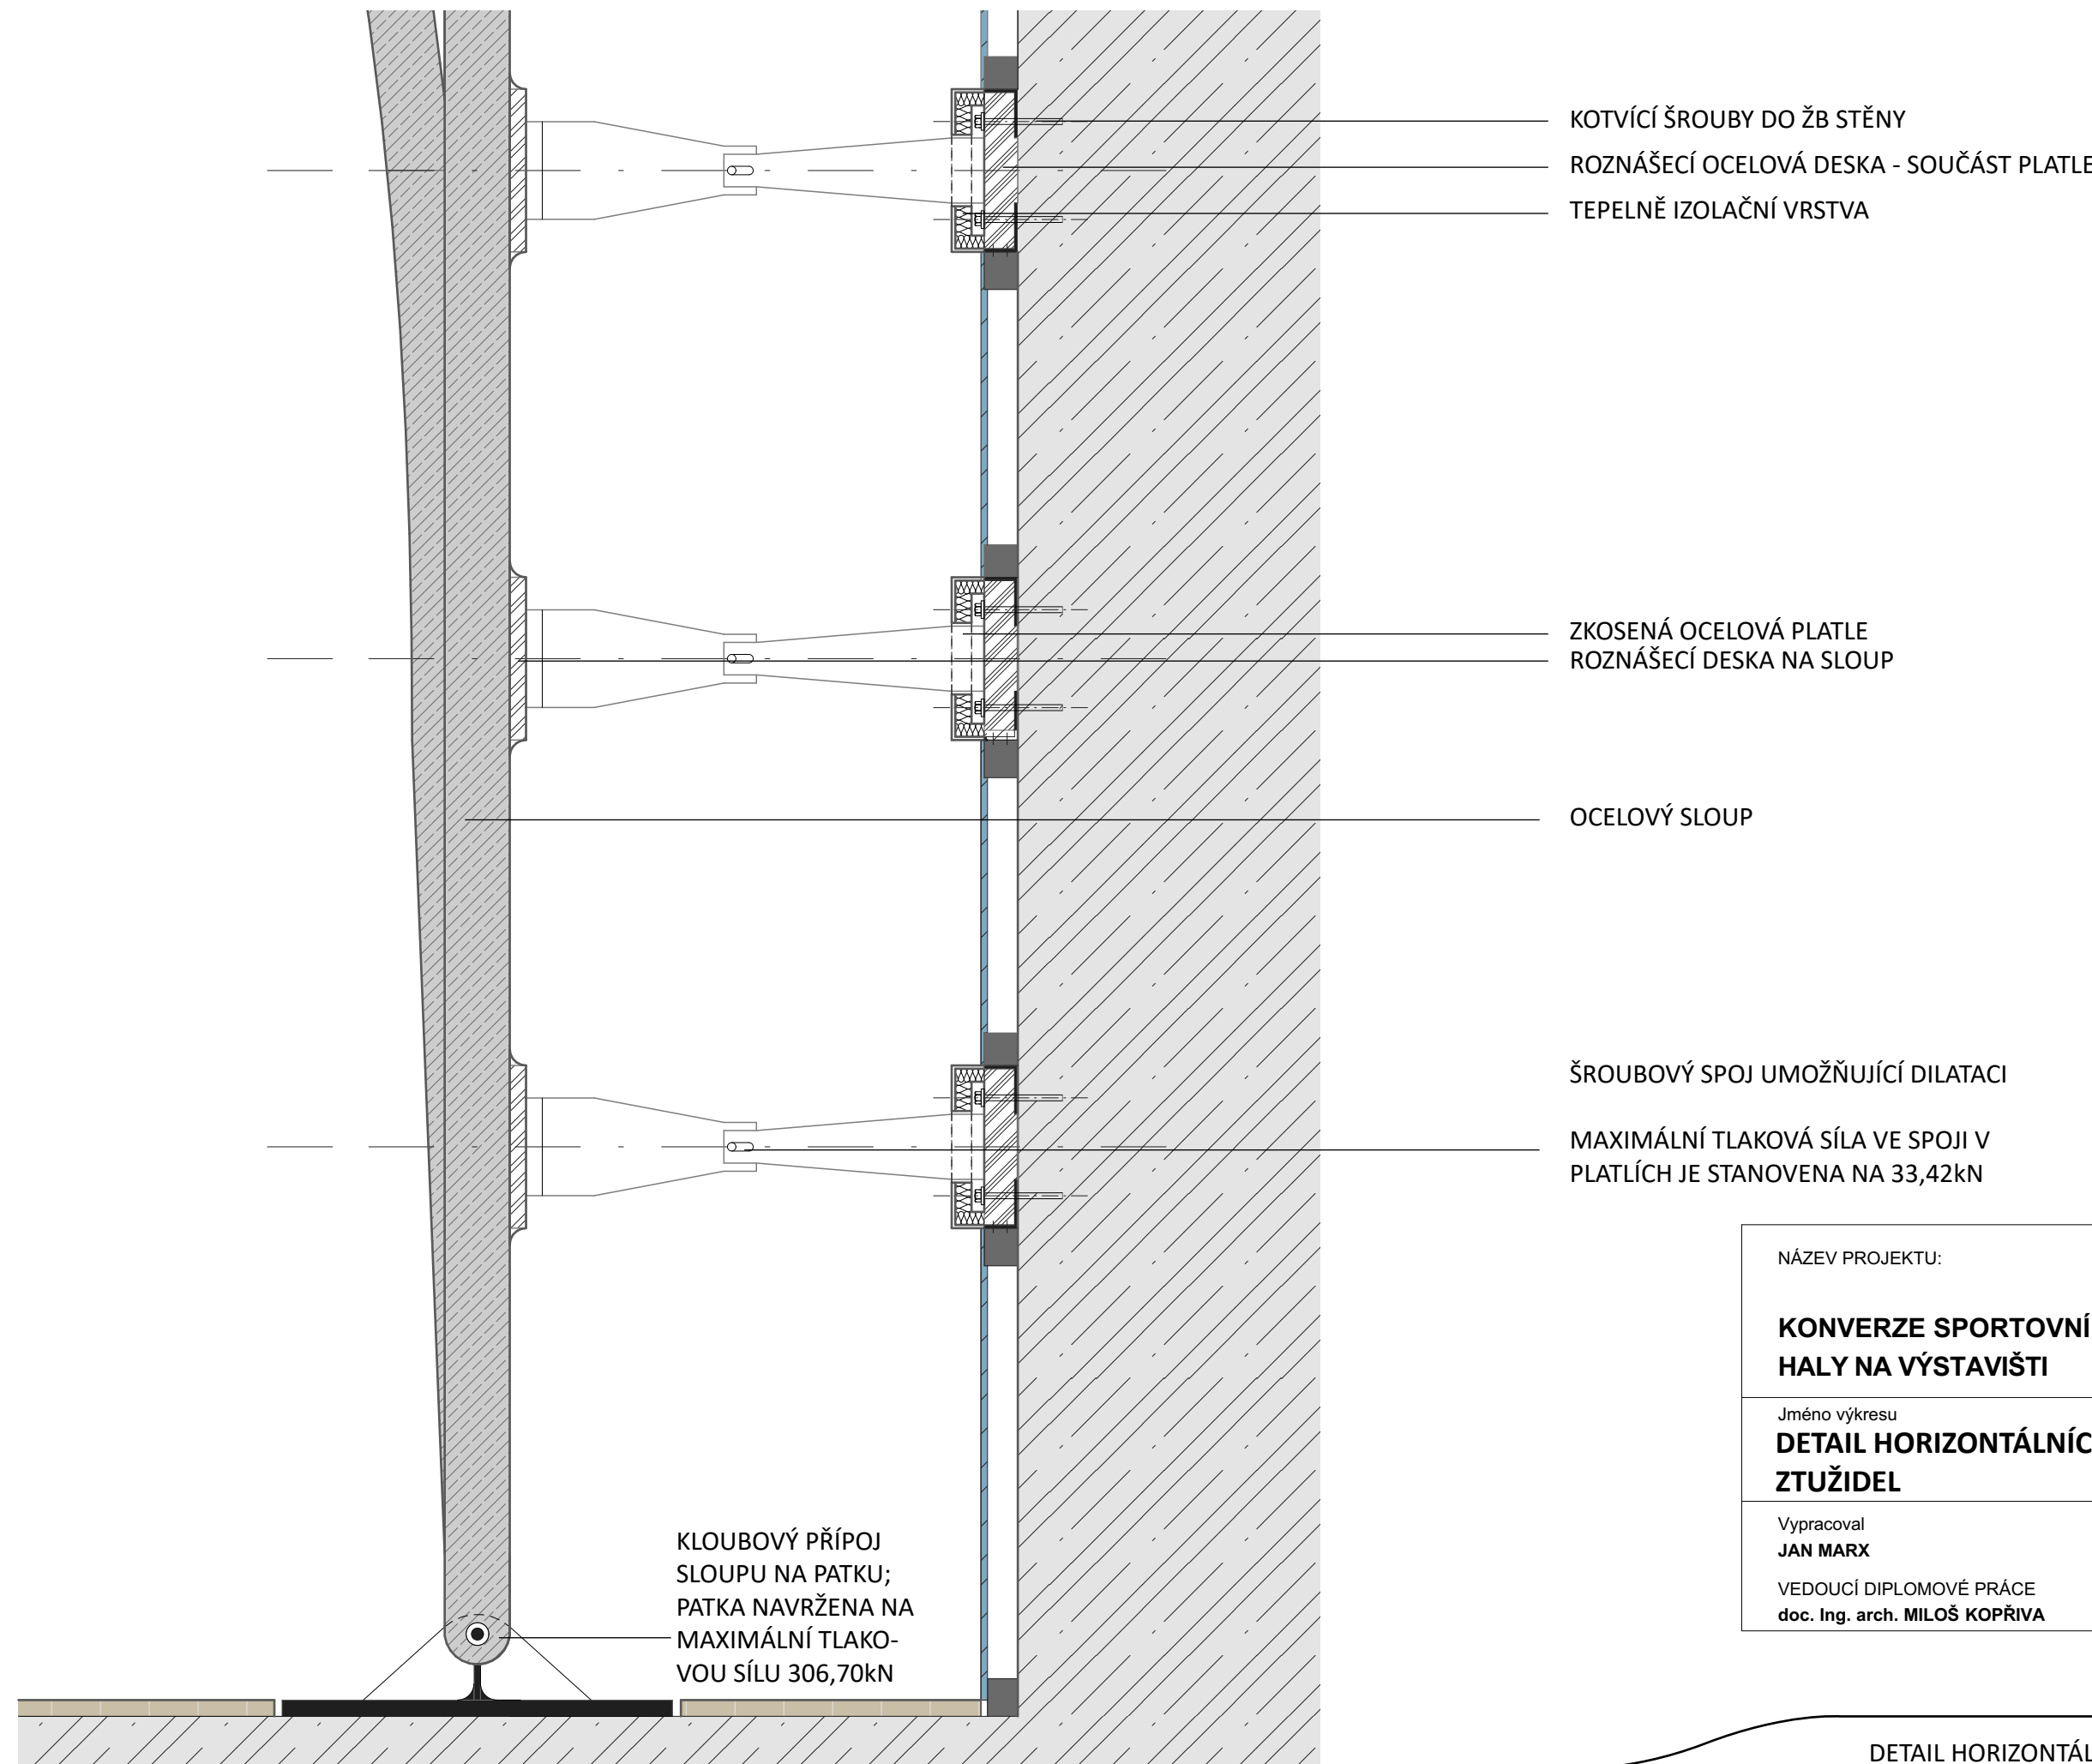 KOTVÍCÍ ŠROUBY DO ŽB STĚNY
ROZNÁŠECÍ OCELOVÁ DESKA - SOUČÁST PLATLE
TEPELNĚ IZOLAČNÍ VRSTVA
ZKOSENÁ OCELOVÁ PLATLE
ROZNÁŠECÍ DESKA NA SLOUP
OCELOVÝ SLOUP
ŠROUBOVÝ SPOJ UMOŽŇUJÍCÍ DILATACI
MAXIMÁLNÍ TLAKOVÁ SÍLA VE SPOJI V
PLATLÍCH JE STANOVENA NA 33,42kN
KLOUBOVÝ PŘÍPOJ
SLOUPU NA PATKU;
PATKA NAVRŽENA NA
MAXIMÁLNÍ TLAKO-
VOU SÍLU 306,70kN
NÁZEV PROJEKTU:
KONVERZE SPORTOVNÍ
HALY NA VÝSTAVIŠTI
Jméno výkresu
DETAIL HORIZONTÁLNÍC
ZTUŽIDEL
Vypracoval
JAN MARX
VEDOUCÍ DIPLOMOVÉ PRÁCE
doc. Ing. arch. MILOŠ KOPŘIVA
DETAIL HORIZONTÁL